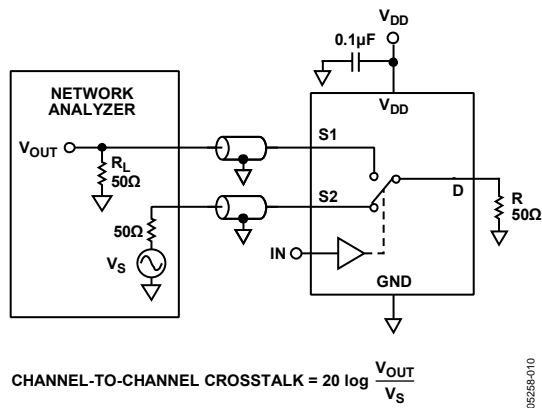 V_DD
0.1µF
NETWORK
ANALYZER
V_DD
V_OUT
S1
R_L
50Ω
D
S2
R
50Ω
50Ω
V_S
IN
GND
CHANNEL-TO-CHANNEL CROSSTALK = 20 log V_OUT / V_S
05258-010